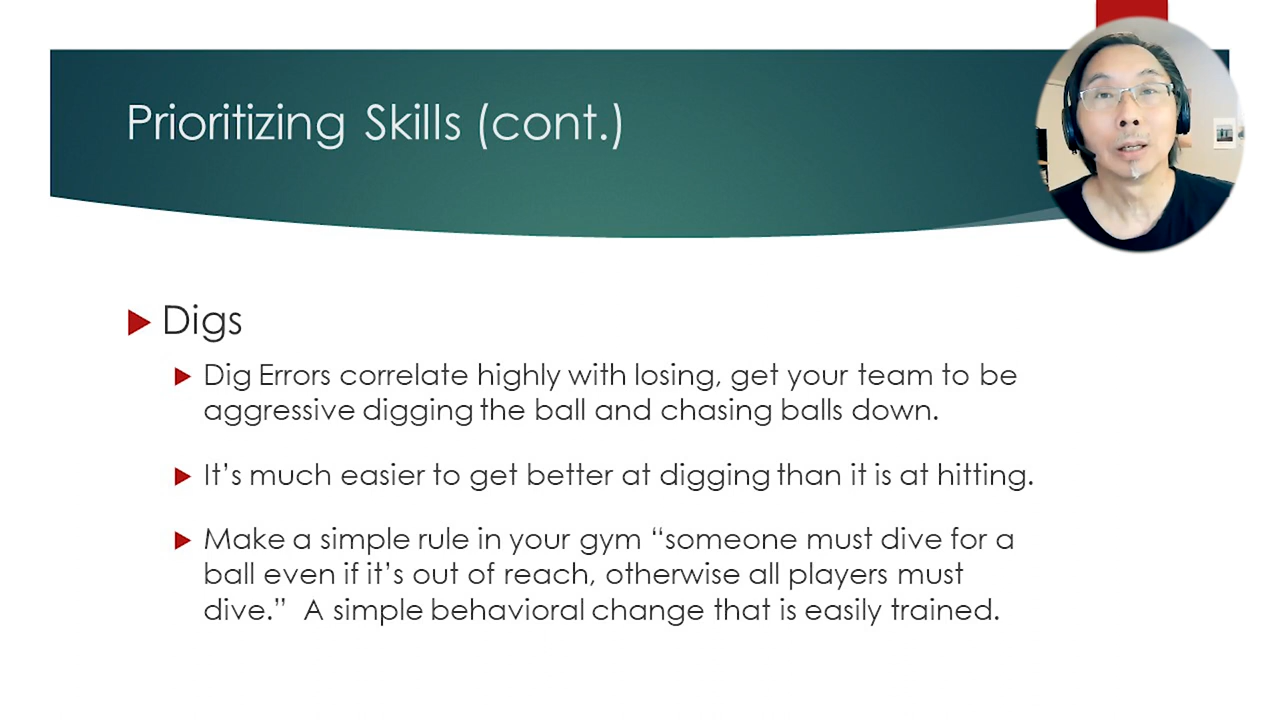 Prioritizing Skills (cont.)
Digs
Dig Errors correlate highly with losing, get your team to be
aggressive digging the ball and chasing balls down.
It’s much easier to get better at digging than it is at hitting.
Make a simple rule in your gym “someone must dive for a
ball even if it’s out of reach, otherwise all players must
dive.”  A simple behavioral change that is easily trained.